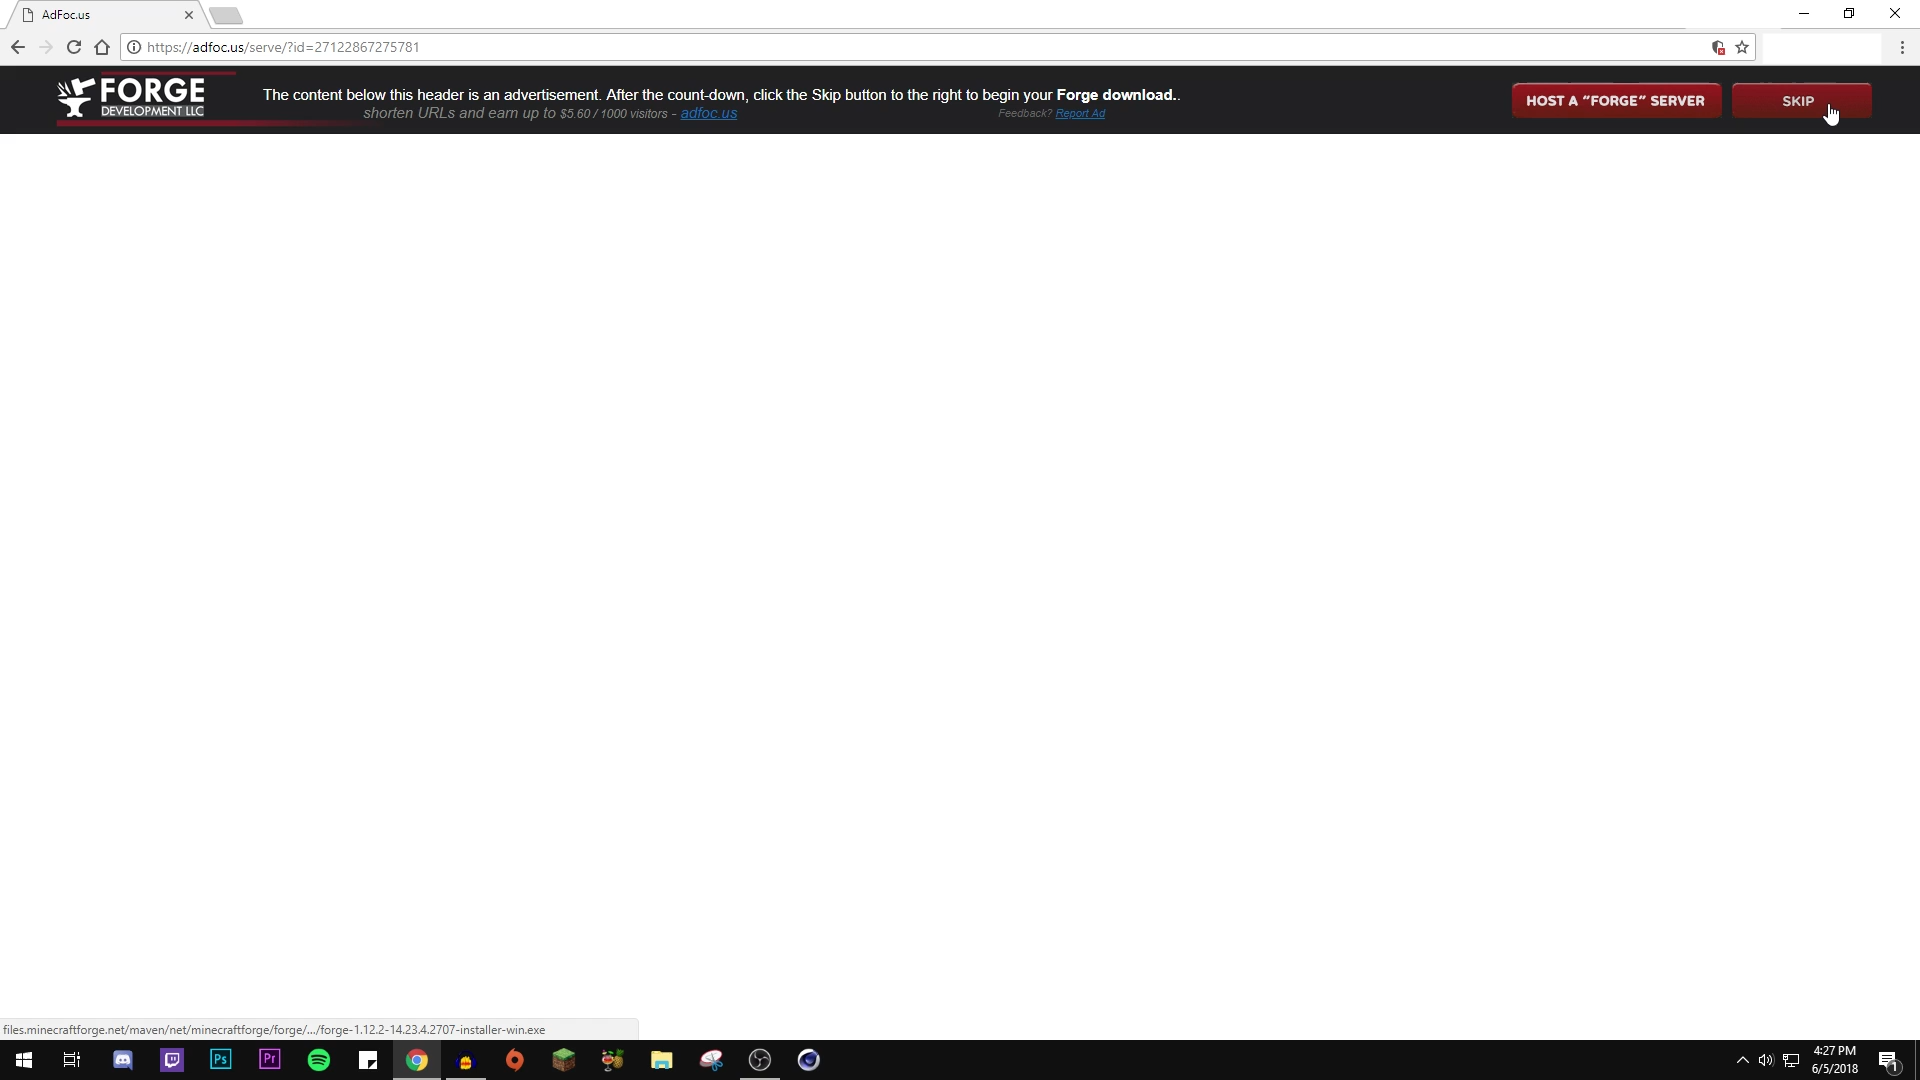 AdFoc.us
https://adfoc.us/serve/?id=27122867275781
FORGE
DEVELOPMENT LLC
The content below this header is an advertisement. After the count-down, click the Skip button to the right to begin your Forge download..
shorten URLs and earn up to $5.60 / 1000 visitors - adfoc.us
Feedback? Report Ad
HOST A "FORGE" SERVER
SKIP
files.minecraftforge.net/maven/net/minecraftforge/forge/.../forge-1.12.2-14.23.4.2707-installer-win.exe
Ps
Pr
4:27 PM
6/5/2018
1